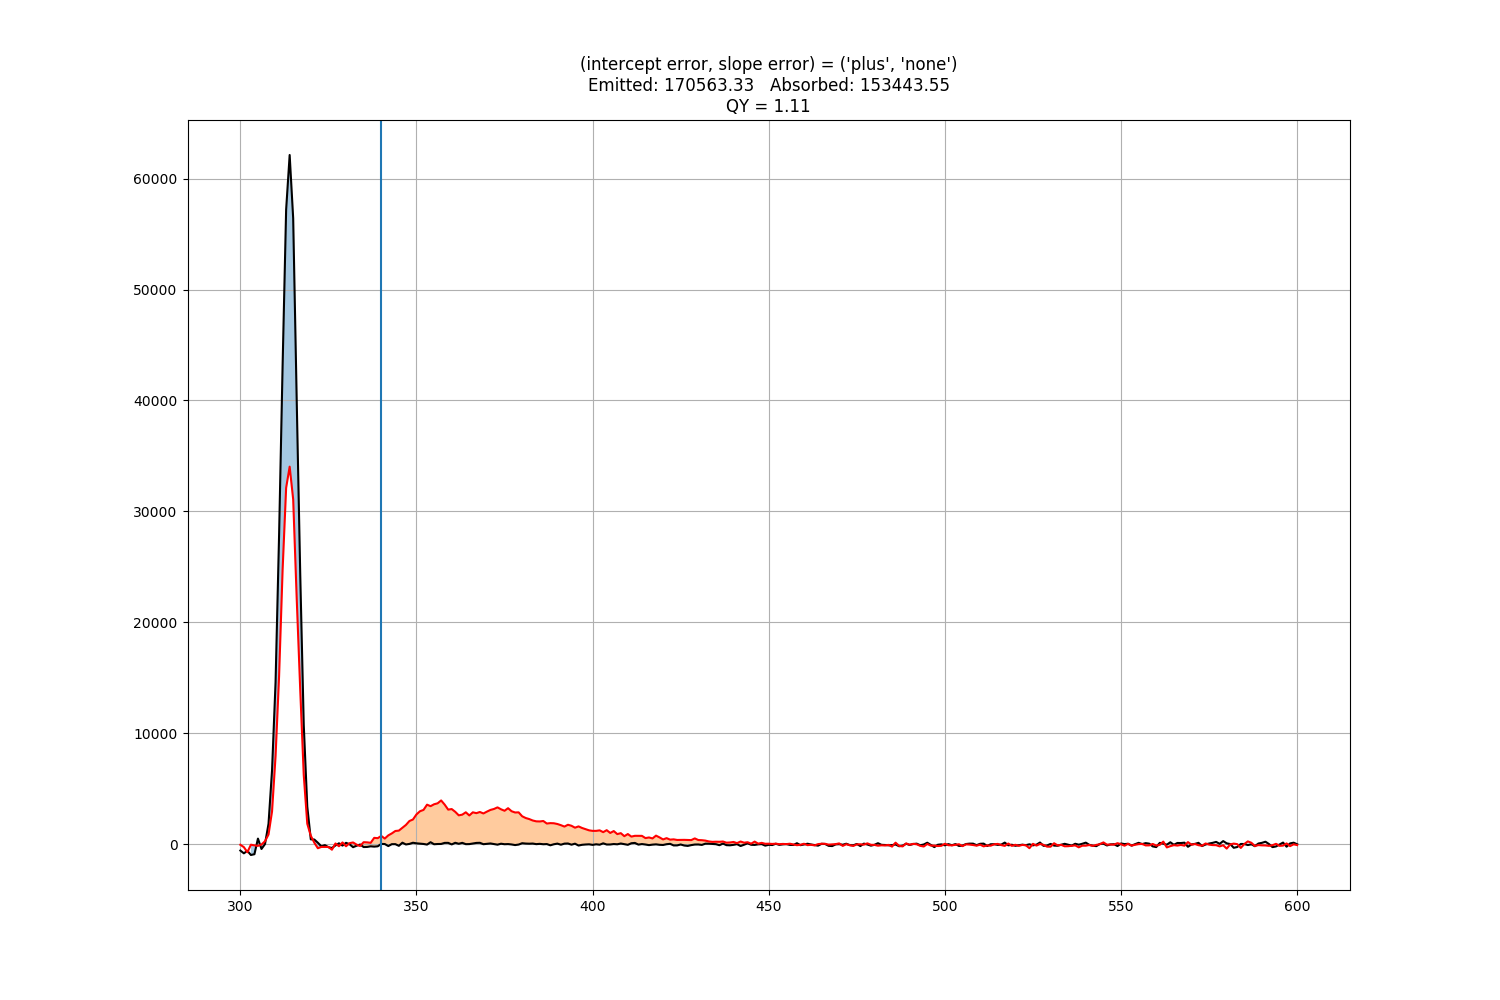 (intercept error, slope error) = ('plus', 'none')
Emitted: 170563.33   Absorbed: 153443.55
QY = 1.11
60000
50000
40000
30000
20000
10000
0
300 350 400 450 500 550 600